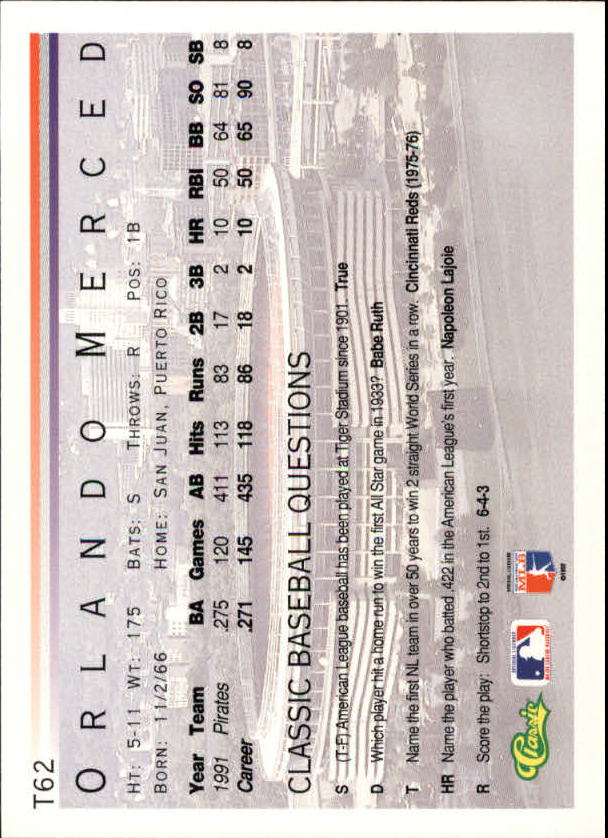 T62
ORLANDO MERCED
HT: 5-11 WT: 175 BATS: S THROWS: R POS: 1B
BORN: 11/2/66 HOME: SAN JUAN, PUERTO RICO
Year Team BA Games AB Hits Runs 2B 3B HR RBI BB SO SB
1991 Pirates .275 120 411 113 83 17 2 10 50 64 81 8
Career .271 145 435 118 86 18 2 10 50 65 90 8
CLASSIC BASEBALL QUESTIONS
S (T-F) American League baseball has been played at Tiger Stadium since 1901. True
D Which player hit a home run to win the first All Star game in 1933? Babe Ruth
T Name the first NL team in over 50 years to win 2 straight World Series in a row. Cincinnati Reds (1975-76)
HR Name the player who batted .422 in the American League's first year. Napoleon Lajoie
R Score the play: Shortstop to 2nd to 1st. 6-4-3
Classic